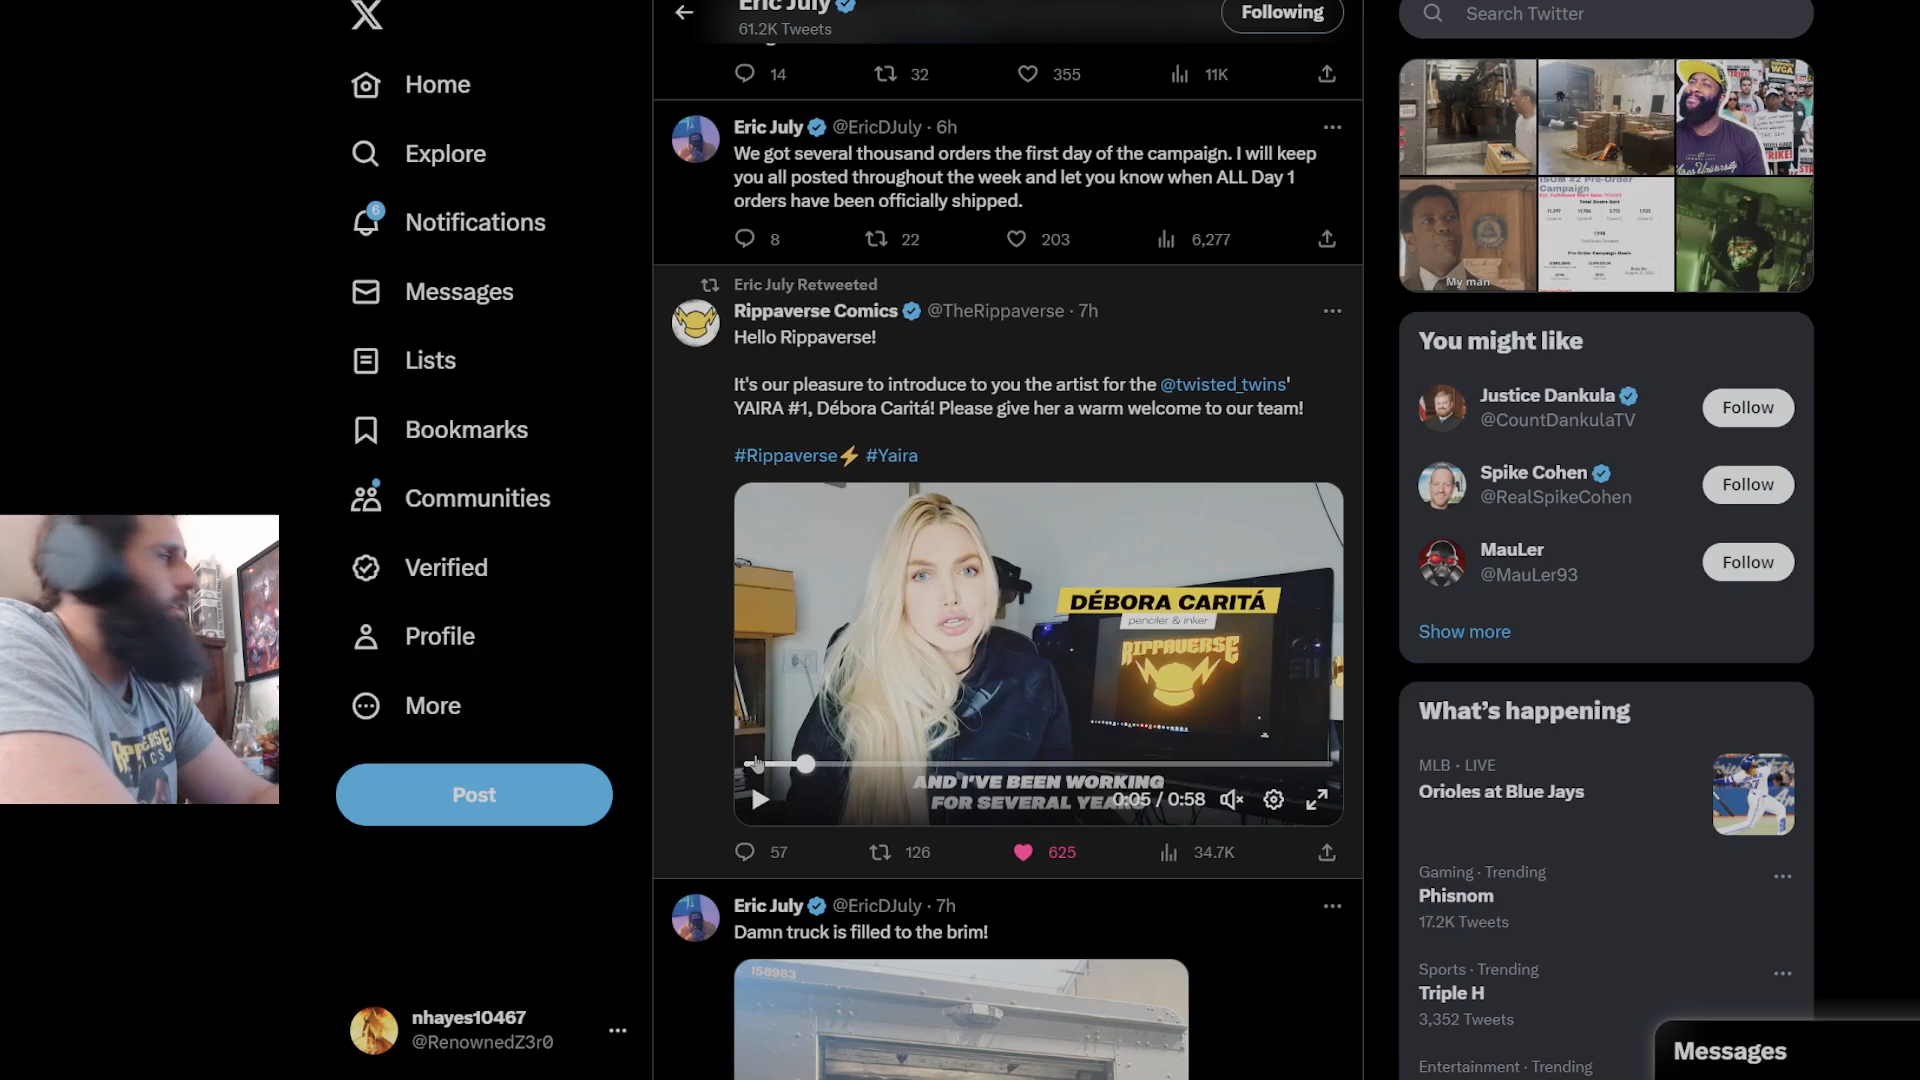 Home
Explore
6
Notifications
Messages
Lists
Bookmarks
Communities
Verified
Profile
More
Post
nhayes10467
@RenownedZ3r0
Eric July
61.2K Tweets
Following
14
32
355
11K
Eric July @EricDJuly · 6h
We got several thousand orders the first day of the campaign. I will keep
you all posted throughout the week and let you know when ALL Day 1
orders have been officially shipped.
8
22
203
6,277
Eric July Retweeted
Rippaverse Comics @TheRippaverse · 7h
Hello Rippaverse!
It's our pleasure to introduce to you the artist for the @twisted_twins'
YAIRA #1, Débora Caritá! Please give her a warm welcome to our team!
#Rippaverse⚡ #Yaira
DÉBORA CARITÁ
penciler & inker
RIPPAVERSE
AND I'VE BEEN WORKING
FOR SEVERAL YEARS
0:05 / 0:58
57
126
625
34.7K
Eric July @EricDJuly · 7h
Damn truck is filled to the brim!
158983
Search Twitter
WGA
STRIKE!
My man
ISOM #2 Pre-Order
Campaign
You might like
Justice Dankula
@CountDankulaTV
Follow
Spike Cohen
@RealSpikeCohen
Follow
MauLer
@MauLer93
Follow
Show more
What's happening
MLB · LIVE
Orioles at Blue Jays
Gaming · Trending
Phisnom
17.2K Tweets
Sports · Trending
Triple H
3,352 Tweets
Entertainment · Trending
Messages